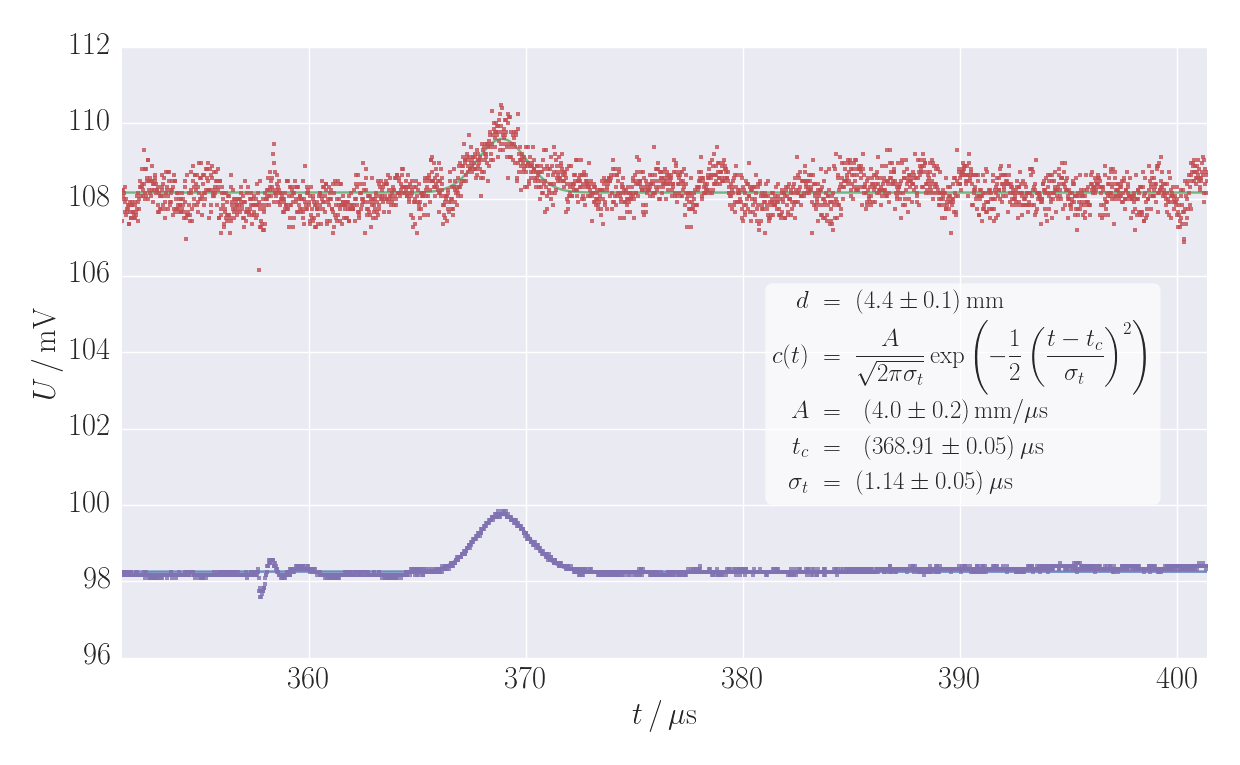 112
110
108
106
104
102
100
98
96
U / mV
d = (4.4 ± 0.1) mm
c(t) = A/√(2πσ_t) exp(−1/2 ((t − t_c)/σ_t)²)
A = (4.0 ± 0.2) mm/μs
t_c = (368.91 ± 0.05) μs
σ_t = (1.14 ± 0.05) μs
360 370 380 390 400
t / μs